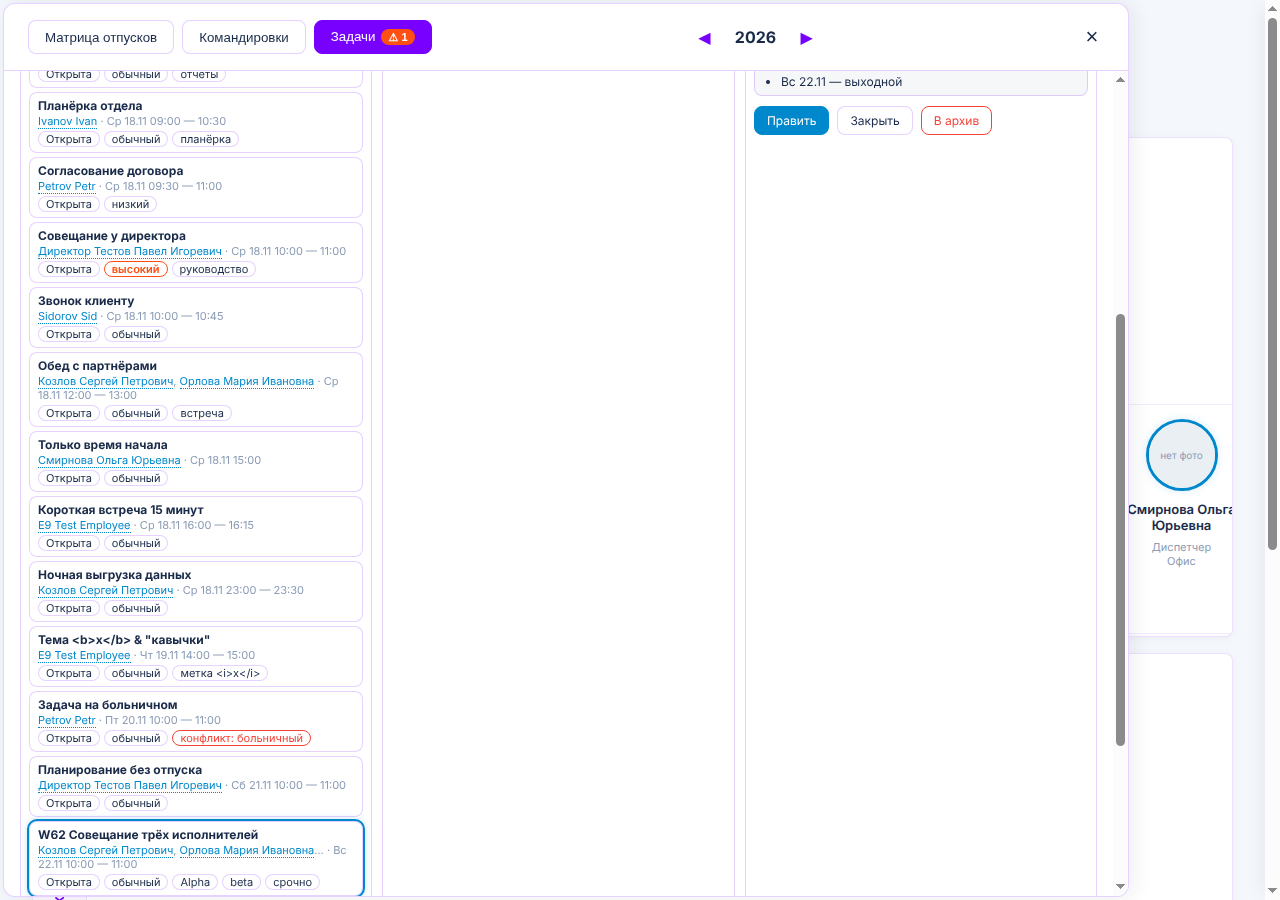 Матрица отпусков
Командировки
Задачи ⚠ 1
◀ 2026 ▶
×
Открыта обычный отчёты
Планёрка отдела
Ivanov Ivan · Ср 18.11 09:00 — 10:30
Открыта обычный планёрка
Согласование договора
Petrov Petr · Ср 18.11 09:30 — 11:00
Открыта низкий
Совещание у директора
Директор Тестов Павел Игоревич · Ср 18.11 10:00 — 11:00
Открыта высокий руководство
Звонок клиенту
Sidorov Sid · Ср 18.11 10:00 — 10:45
Открыта обычный
Обед с партнёрами
Козлов Сергей Петрович, Орлова Мария Ивановна · Ср
18.11 12:00 — 13:00
Открыта обычный встреча
Только время начала
Смирнова Ольга Юрьевна · Ср 18.11 15:00
Открыта обычный
Короткая встреча 15 минут
E9 Test Employee · Ср 18.11 16:00 — 16:15
Открыта обычный
Ночная выгрузка данных
Козлов Сергей Петрович · Ср 18.11 23:00 — 23:30
Открыта обычный
Тема <b>x</b> & "кавычки"
E9 Test Employee · Чт 19.11 14:00 — 15:00
Открыта обычный метка <i>x</i>
Задача на больничном
Petrov Petr · Пт 20.11 10:00 — 11:00
Открыта обычный конфликт: больничный
Планирование без отпуска
Директор Тестов Павел Игоревич · Сб 21.11 10:00 — 11:00
Открыта обычный
W62 Совещание трёх исполнителей
Козлов Сергей Петрович, Орлова Мария Ивановна... · Вс
22.11 10:00 — 11:00
Открыта обычный Alpha beta срочно
• Вс 22.11 — выходной
Править Закрыть В архив
нет фото
Смирнова Ольга
Юрьевна
Диспетчер
Офис